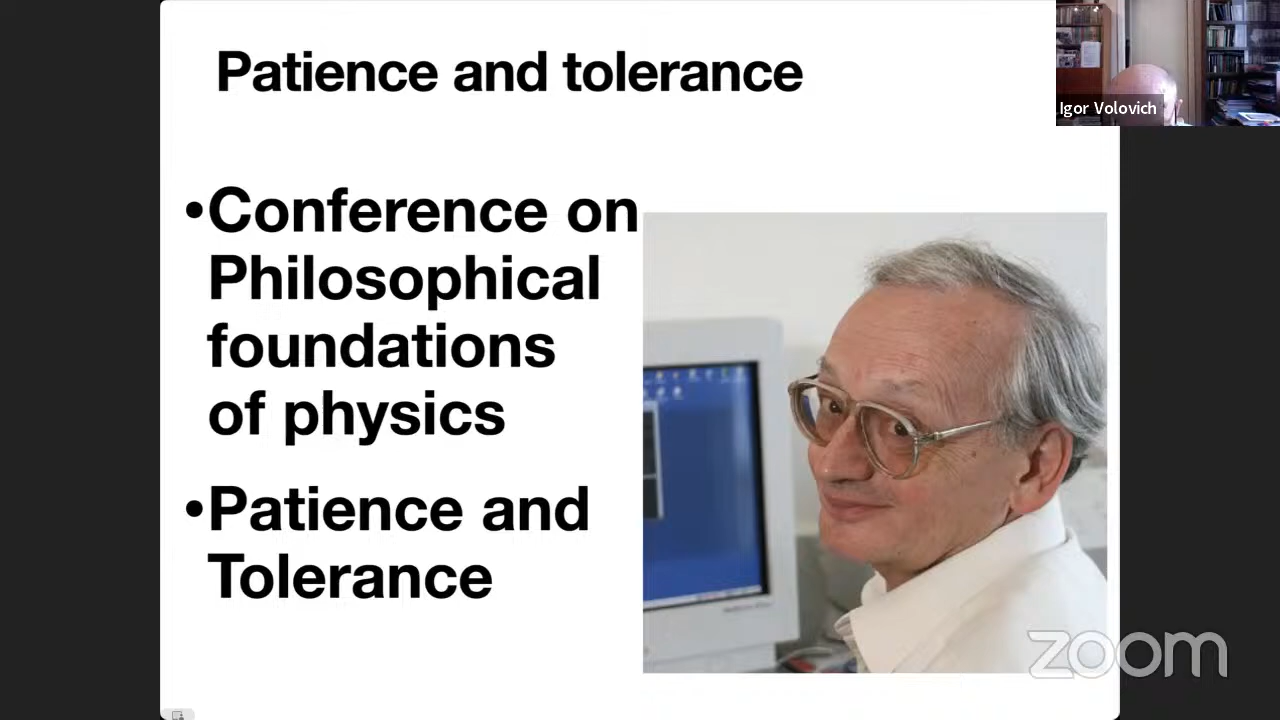 Patience and tolerance
Igor Volovich
•Conference on
Philosophical
foundations
of physics
•Patience and
Tolerance
zoom